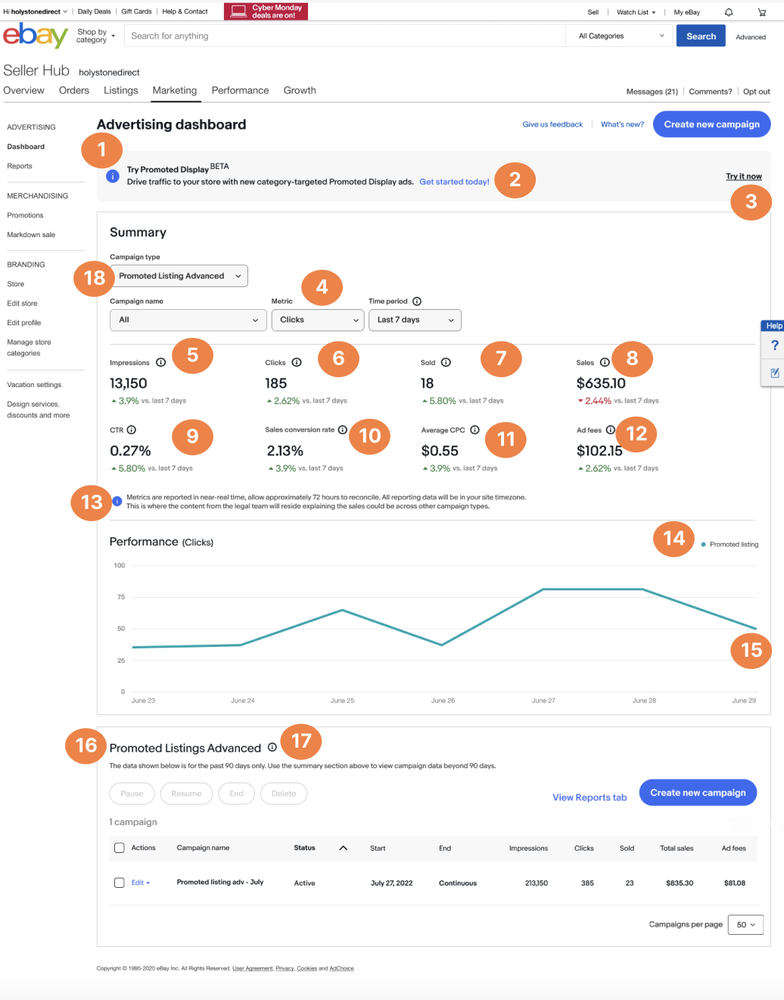 Hi holystonedirect Daily Deals Gift Cards Help & Contact Cyber Monday deals are on! Sell Watch List My eBay
ebay Shop by category Search for anything All Categories Search Advanced
Seller Hub holystonedirect
Overview Orders Listings Marketing Performance Growth Messages (21) Comments? Opt out
ADVERTISING
Dashboard
Reports
MERCHANDISING
Promotions
Markdown sale
BRANDING
Store
Edit store
Edit profile
Manage store
categories
Vacation settings
Design services,
discounts and more
Advertising dashboard Give us feedback What's new? Create new campaign
1
Try Promoted Display BETA
Drive traffic to your store with new category-targeted Promoted Display ads. Get started today! 2 Try it now
3
Summary
Campaign type
18 Promoted Listing Advanced
4
Campaign name Metric Time period
All Clicks Last 7 days
Impressions 5 Clicks 6 Sold 7 Sales 8
13,150 185 18 $635.10
3.9% vs. last 7 days 2.62% vs. last 7 days 5.80% vs. last 7 days 2.44% vs. last 7 days
CTR 9 Sales conversion rate 10 Average CPC 11 Ad fees 12
0.27% 2.13% $0.55 $102.15
5.80% vs. last 7 days 3.9% vs. last 7 days 3.9% vs. last 7 days 2.62% vs. last 7 days
13 Metrics are reported in near-real time, allow approximately 72 hours to reconcile. All reporting data will be in your site timezone.
This is where the content from the legal team will reside explaining the sales could be across other campaign types.
Performance (Clicks) 14 Promoted listing
100
75
50
25
0
15
June 23 June 24 June 25 June 26 June 27 June 28 June 29
16 Promoted Listings Advanced 17
The data shown below is for the past 90 days only. Use the summary section above to view campaign data beyond 90 days.
Pause Resume End Delete View Reports tab Create new campaign
1 campaign
Actions Campaign name Status Start End Impressions Clicks Sold Total sales Ad fees
Edit Promoted listing adv - July Active July 27, 2022 Continuous 213,150 385 23 $835.30 $81.08
Campaigns per page 50
Copyright © 1995-2020 eBay Inc. All Rights Reserved. User Agreement, Privacy, Cookies and AdChoice
Help
?